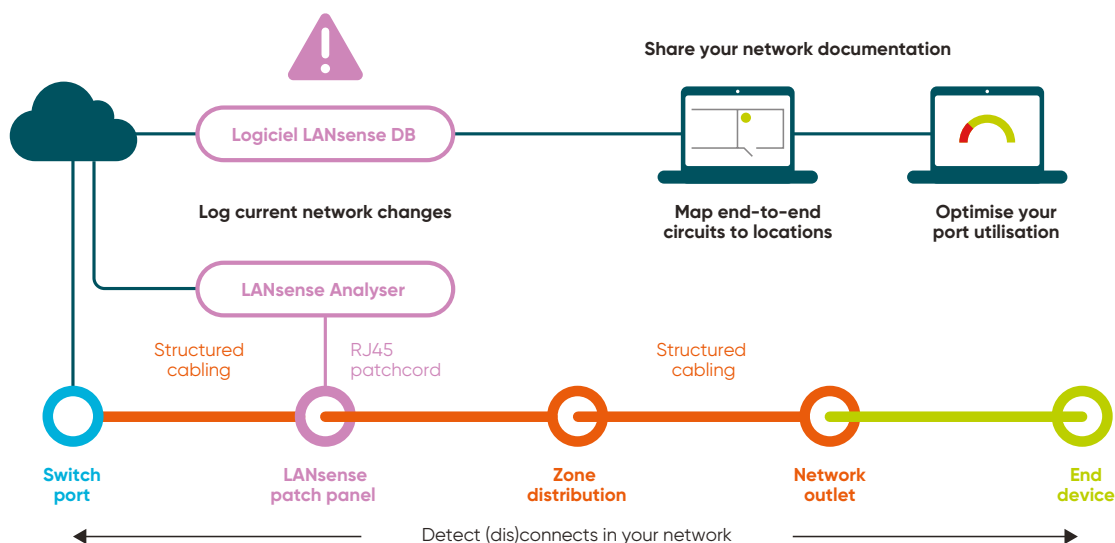 Share your network documentation
Logiciel LANsense DB
Log current network changes
Map end-to-end
circuits to locations
Optimise your
port utilisation
LANsense Analyser
Structured
cabling
RJ45
patchcord
Structured
cabling
Switch
port
LANsense
patch panel
Zone
distribution
Network
outlet
End
device
Detect (dis)connects in your network